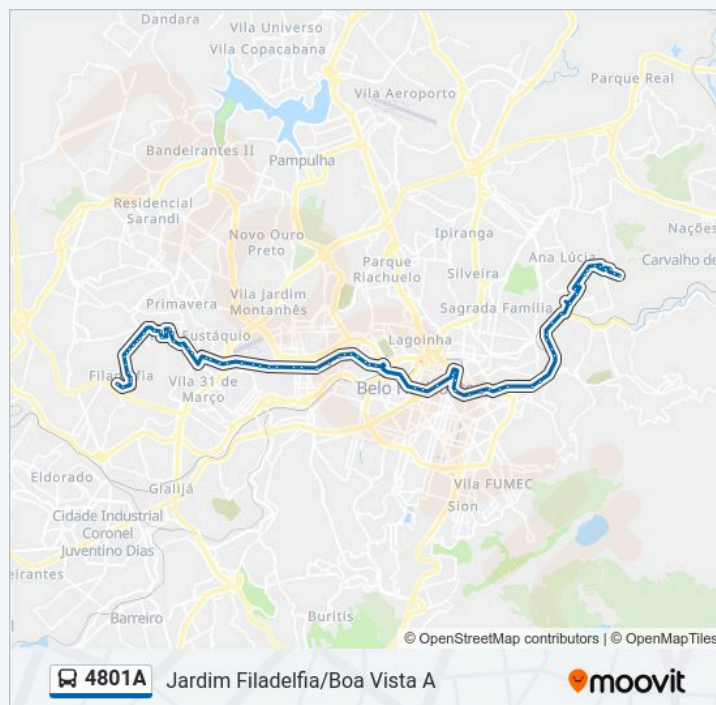 Dandara
Vila Universo
Vila Copacabana
Parque Real
Vila Aeroporto
Bandeirantes II
Pampulha
Residencial
Sarandi
Nações
Novo Ouro
Preto
Ipiranga
Ana Lúcia
Carvalho de
Parque
Riachuelo
Silveira
Primavera
Vila Jardim
Montanhês
Sagrada Família
Eustáquio
Lagoinha
Filadélfia
Vila 31 de
Março
Belo
Eldorado
Vila FUMEC
Glalijá
Sion
Cidade Industrial
Coronel
Juventino Dias
eirantes
Barreiro
Buritis
© OpenStreetMap contributors | © OpenMapTiles
4801A
Jardim Filadelfia/Boa Vista A
moovit